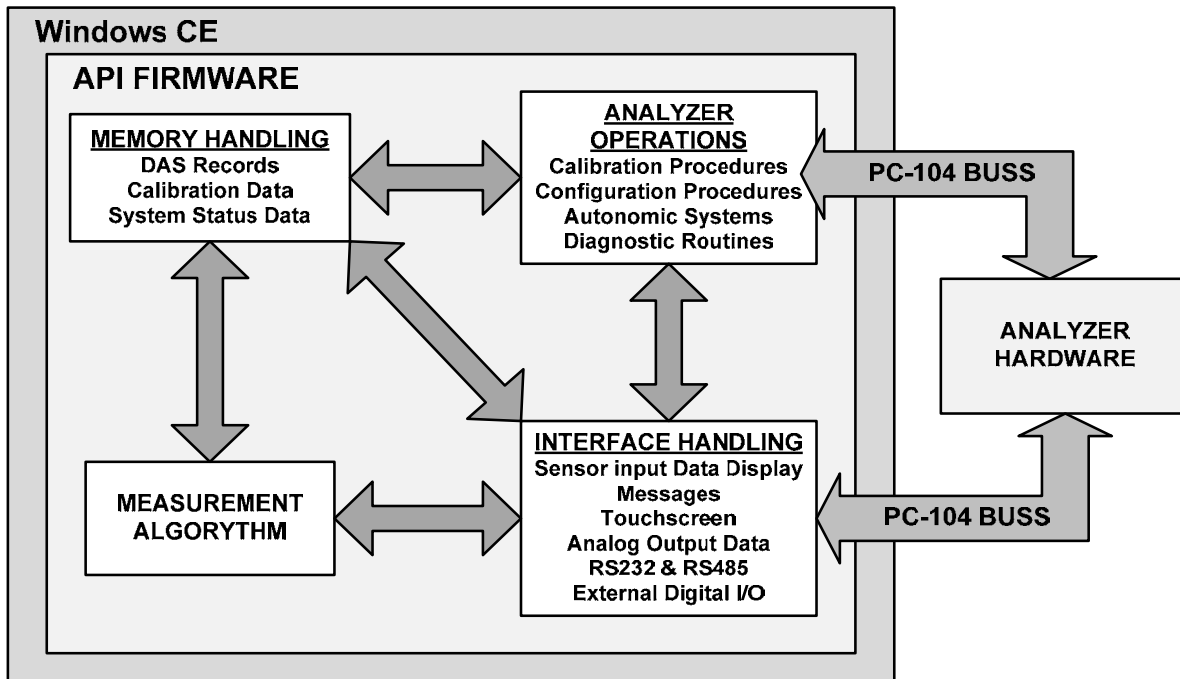 Windows CE
API FIRMWARE
MEMORY HANDLING
DAS Records
Calibration Data
System Status Data
ANALYZER
OPERATIONS
Calibration Procedures
Configuration Procedures
Autonomic Systems
Diagnostic Routines
PC-104 BUSS
ANALYZER
HARDWARE
MEASUREMENT
ALGORYTHM
INTERFACE HANDLING
Sensor input Data Display
Messages
Touchscreen
Analog Output Data
RS232 & RS485
External Digital I/O
PC-104 BUSS